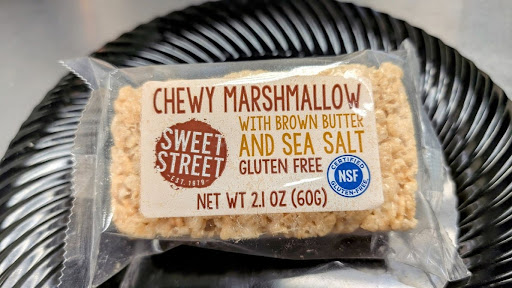 CHEWY MARSHMALLOW
WITH BROWN BUTTER
AND SEA SALT
GLUTEN FREE
SWEET
STREET
EST. 1979
CERTIFIED
NSF
GLUTEN-FREE
NET WT 2.1 OZ (60G)